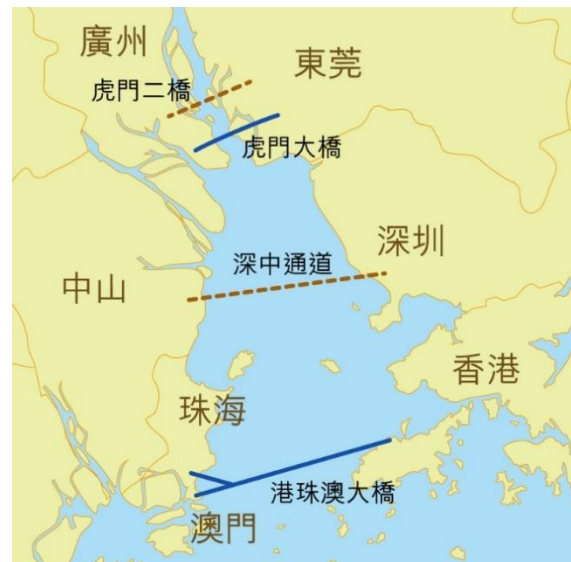 廣州
東莞
虎門二橋
虎門大橋
深圳
深中通道
中山
香港
珠海
港珠澳大橋
澳門